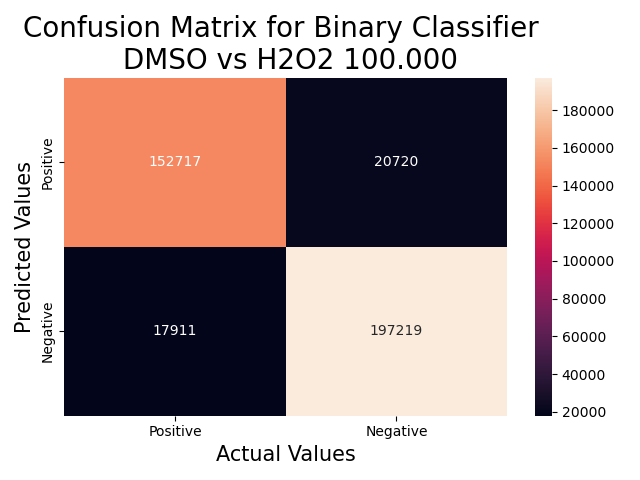 Confusion Matrix for Binary Classifier
DMSO vs H2O2 100.000
Predicted Values
Positive
Negative
152717
20720
17911
197219
Positive
Negative
Actual Values
180000
160000
140000
120000
100000
80000
60000
40000
20000